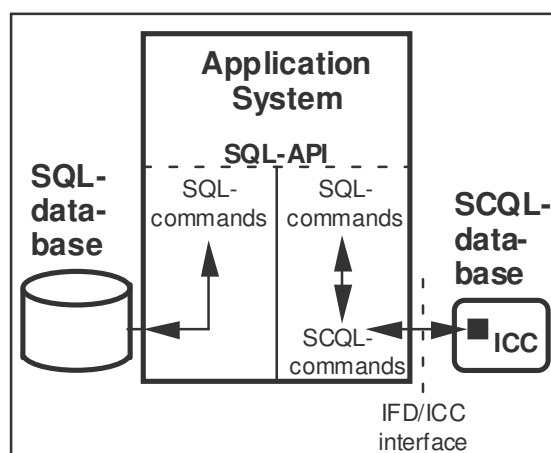 Application
System
SQL-API
SQL-
data-
base
SQL-
commands
SQL-
commands
SCQL-
commands
SCQL-
data-
base
ICC
IFD/ICC
interface